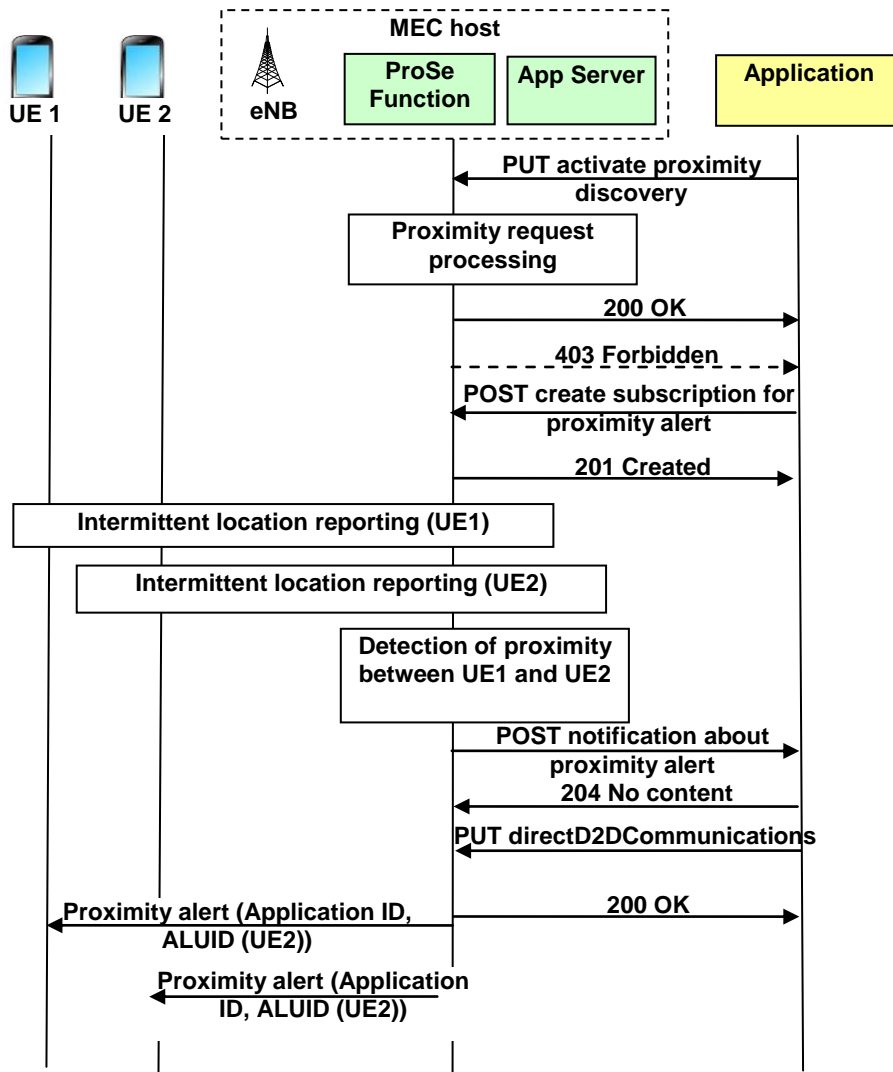 MEC host
UE 1
UE 2
eNB
ProSe
Function
App Server
Application
PUT activate proximity
discovery
Proximity request
processing
200 OK
403 Forbidden
POST create subscription for
proximity alert
201 Created
Intermittent location reporting (UE1)
Intermittent location reporting (UE2)
Detection of proximity
between UE1 and UE2
POST notification about
proximity alert
204 No content
PUT directD2DCommunications
200 OK
Proximity alert (Application ID,
ALUID (UE2))
Proximity alert (Application
ID, ALUID (UE2))